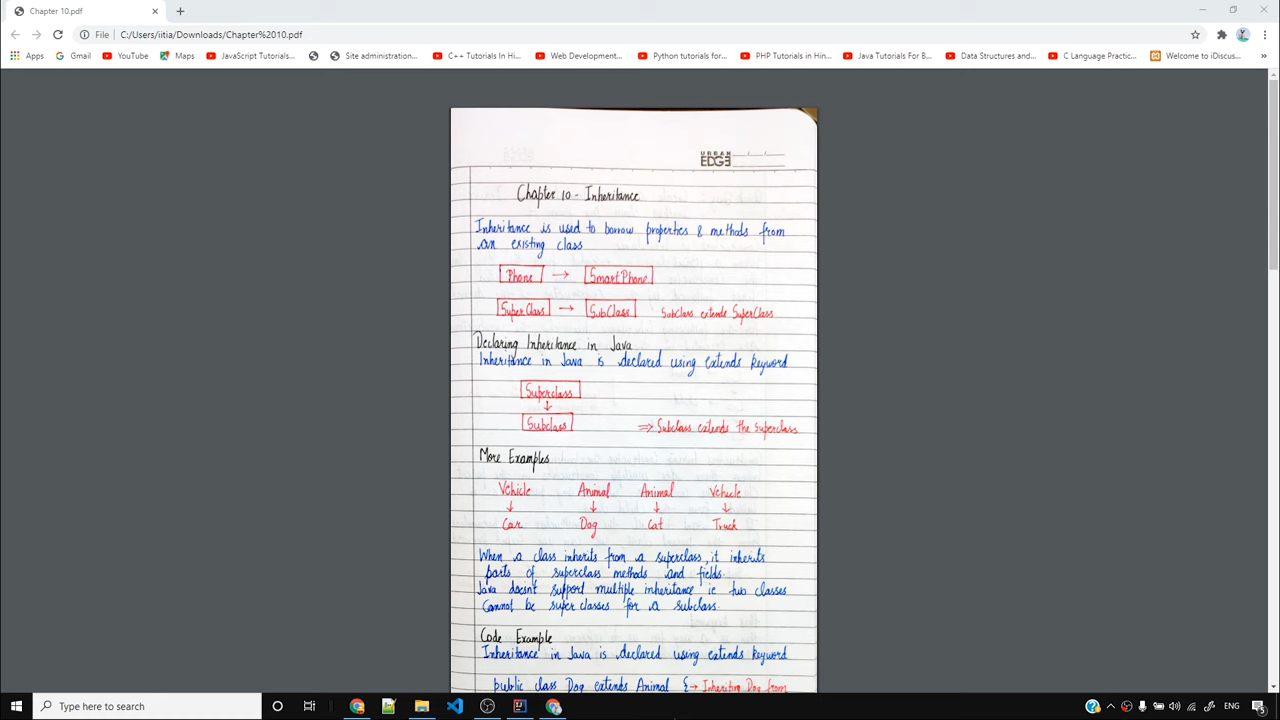 Chapter 10.pdf
File
C:/Users/iitia/Downloads/Chapter%2010.pdf
Apps
Gmail
YouTube
Maps
JavaScript Tutorials...
Site administration...
C++ Tutorials In Hi...
Web Development...
Python tutorials for...
PHP Tutorials in Hin...
Java Tutorials For B...
Data Structures and...
C Language Practic...
Welcome to iDiscus...
»
URBAN
EDGE
Chapter 10 - Inheritance
Inheritance is used to borrow properties & methods from
an existing class
Phone → SmartPhone
SuperClass → SubClass SubClass extends SuperClass
Declaring Inheritance in Java
Inheritance in Java is declared using extends keyword
Superclass
↓
Subclass ⇒ Subclass extends the superclass
More Examples
Vehicle Animal Animal Vehicle
↓ ↓ ↓ ↓
Car Dog Cat Truck
When a class inherits from a superclass, it inherits
parts of superclass methods and fields.
Java doesn't support multiple inheritance ie two classes
Cannot be super classes for a subclass.
Code Example
Inheritance in Java is declared using extends keyword
public class Dog extends Animal { → Inheriting Dog from
Type here to search
ENG